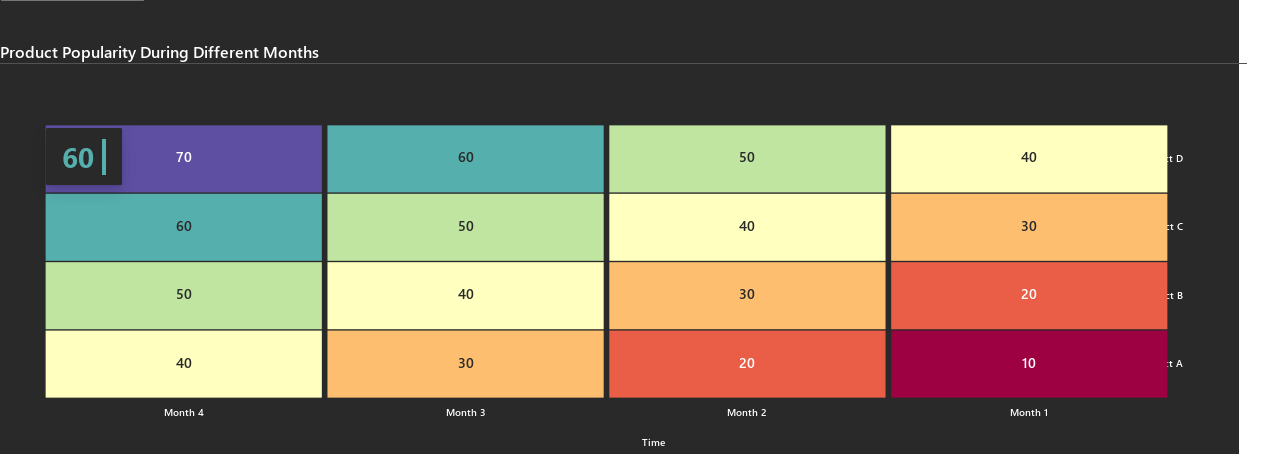 Product Popularity During Different Months
60
70 60 50 40 ct D
60 50 40 30 ct C
50 40 30 20 ct B
40 30 20 10 ct A
Month 4 Month 3 Month 2 Month 1
Time